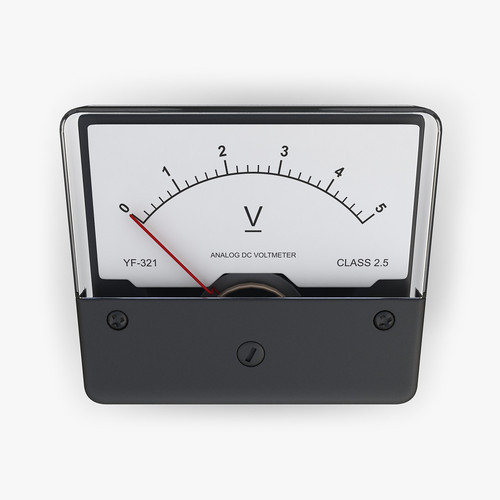 0 1 2 3 4 5
V
ANALOG DC VOLTMETER
YF-321 CLASS 2.5